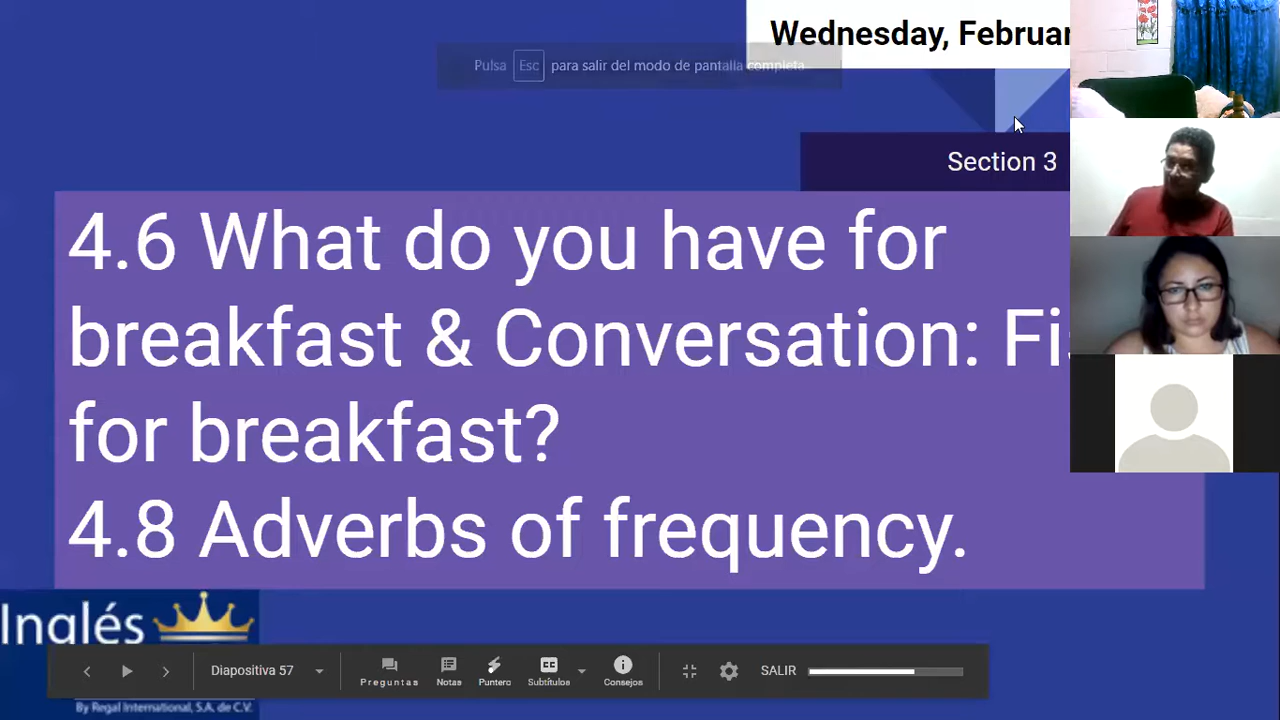 Wednesday, Februar
Pulsa Esc para salir del modo de pantalla completa
Section 3
4.6 What do you have for
breakfast & Conversation: Fi
for breakfast?
4.8 Adverbs of frequency.
Inglés
Diapositiva 57
Preguntas
Notas
Puntero
CC
Subtítulos
Consejos
SALIR
By Regal International, S.A. de C.V.